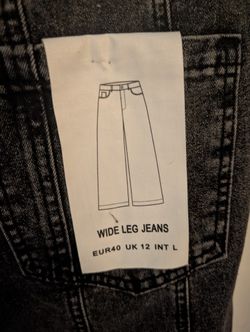 WIDE LEG JEANS
EUR40 UK 12 INT L